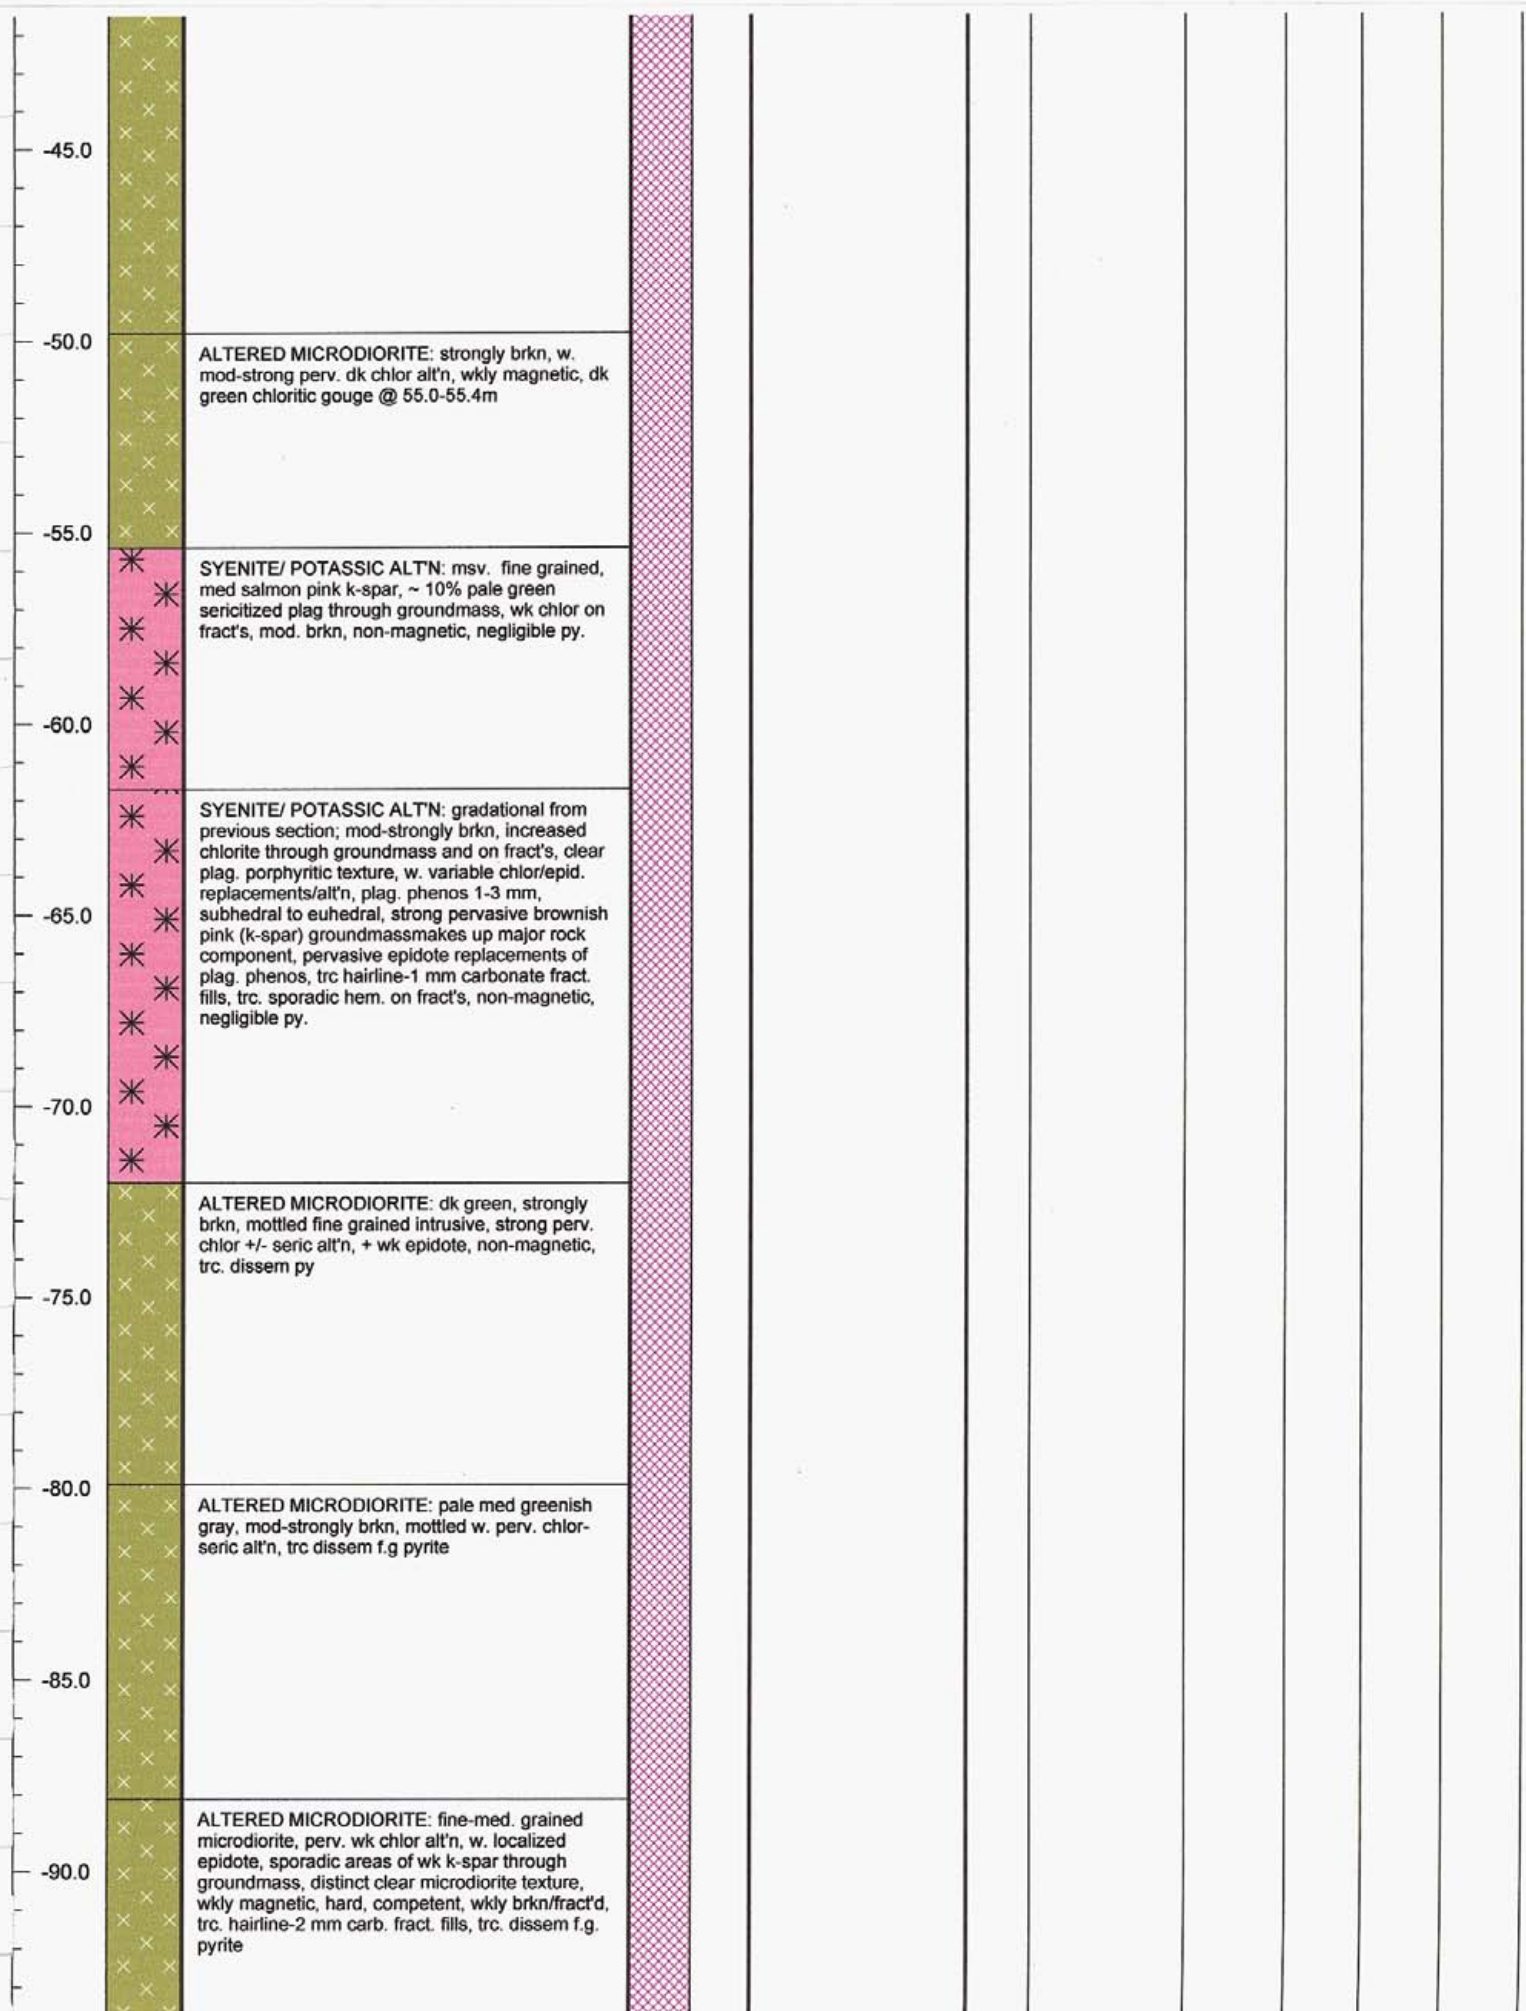 -45.0
-50.0
ALTERED MICRODIORITE: strongly brkn, w.
mod-strong perv. dk chlor alt'n, wkly magnetic, dk
green chloritic gouge @ 55.0-55.4m
-55.0
SYENITE/ POTASSIC ALT'N: msv. fine grained,
med salmon pink k-spar, ~ 10% pale green
sericitized plag through groundmass, wk chlor on
fract's, mod. brkn, non-magnetic, negligible py.
-60.0
SYENITE/ POTASSIC ALT'N: gradational from
previous section; mod-strongly brkn, increased
chlorite through groundmass and on fract's, clear
plag. porphyritic texture, w. variable chlor/epid.
replacements/alt'n, plag. phenos 1-3 mm,
-65.0
subhedral to euhedral, strong pervasive brownish
pink (k-spar) groundmassmakes up major rock
component, pervasive epidote replacements of
plag. phenos, trc hairline-1 mm carbonate fract.
fills, trc. sporadic hem. on fract's, non-magnetic,
negligible py.
-70.0
ALTERED MICRODIORITE: dk green, strongly
brkn, mottled fine grained intrusive, strong perv.
chlor +/- seric alt'n, + wk epidote, non-magnetic,
trc. dissem py
-75.0
-80.0
ALTERED MICRODIORITE: pale med greenish
gray, mod-strongly brkn, mottled w. perv. chlor-
seric alt'n, trc dissem f.g pyrite
-85.0
ALTERED MICRODIORITE: fine-med. grained
microdiorite, perv. wk chlor alt'n, w. localized
epidote, sporadic areas of wk k-spar through
-90.0
groundmass, distinct clear microdiorite texture,
wkly magnetic, hard, competent, wkly brkn/fract'd,
trc. hairline-2 mm carb. fract. fills, trc. dissem f.g.
pyrite